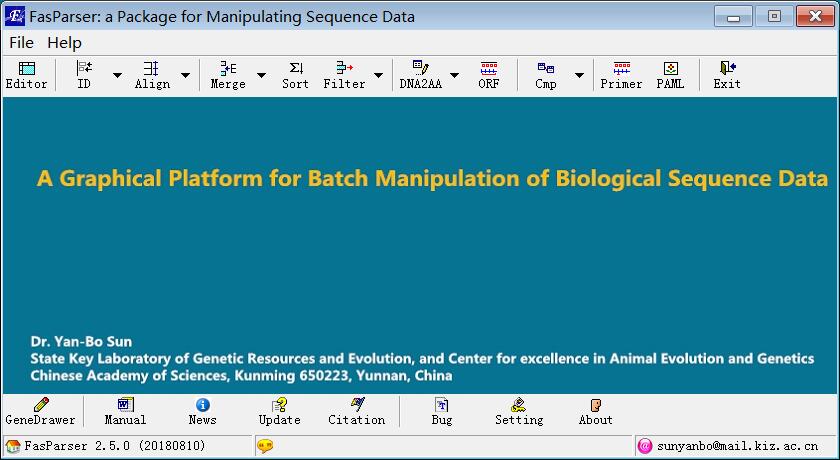 FasParser: a Package for Manipulating Sequence Data
File Help
Editor ID Align Merge Sort Filter DNA2AA ORF Cmp Primer PAML Exit
A Graphical Platform for Batch Manipulation of Biological Sequence Data
Dr. Yan-Bo Sun
State Key Laboratory of Genetic Resources and Evolution, and Center for excellence in Animal Evolution and Genetics
Chinese Academy of Sciences, Kunming 650223, Yunnan, China
GeneDrawer Manual News Update Citation Bug Setting About
FasParser 2.5.0 (20180810) sunyanbo@mail.kiz.ac.cn